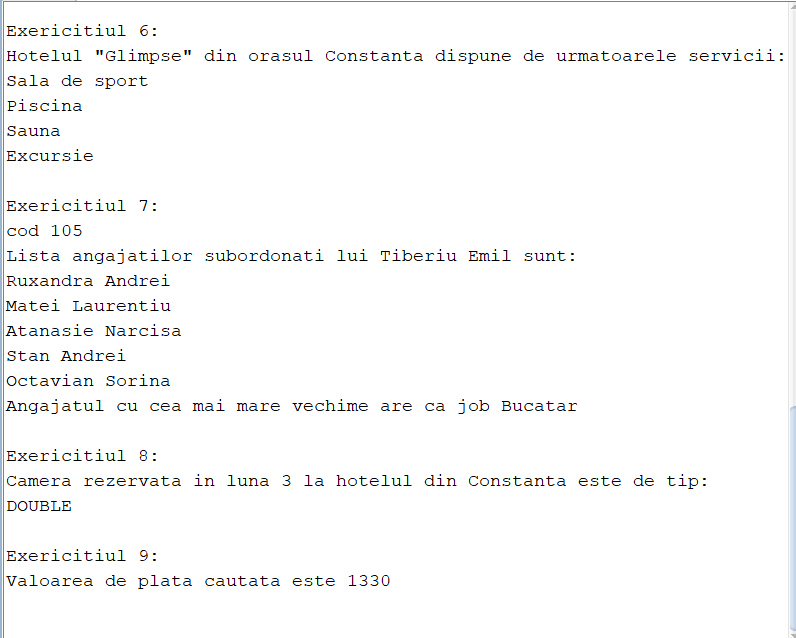 Exericitiul 6:
Hotelul "Glimpse" din orasul Constanta dispune de urmatoarele servicii:
Sala de sport
Piscina
Sauna
Excursie
Exericitiul 7:
cod 105
Lista angajatilor subordonati lui Tiberiu Emil sunt:
Ruxandra Andrei
Matei Laurentiu
Atanasie Narcisa
Stan Andrei
Octavian Sorina
Angajatul cu cea mai mare vechime are ca job Bucatar
Exericitiul 8:
Camera rezervata in luna 3 la hotelul din Constanta este de tip:
DOUBLE
Exericitiul 9:
Valoarea de plata cautata este 1330